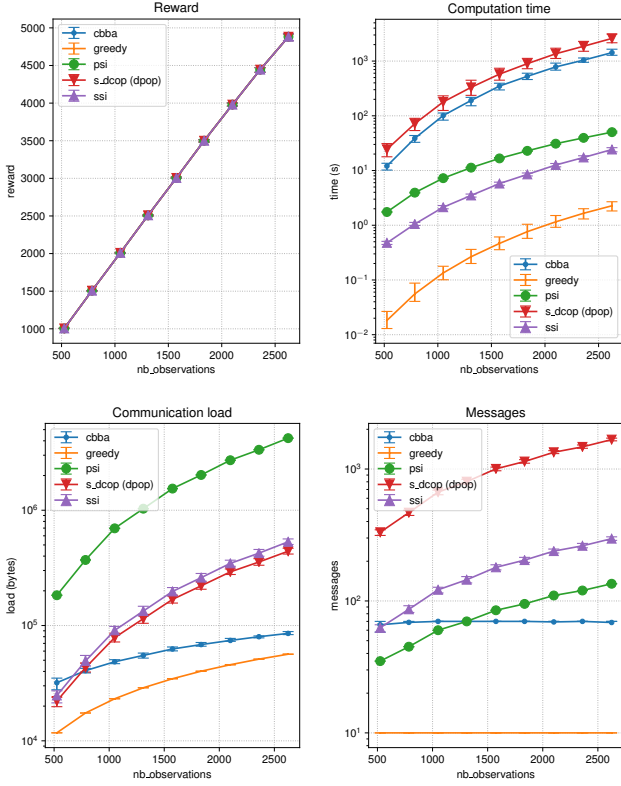 Reward
5000
4500
4000
3500
3000
2500
2000
1500
1000
reward
500
1000
1500
2000
2500
nb_observations
cbba
greedy
psi
s_dcop (dpop)
ssi
Computation time
10³
10²
10¹
10⁰
10⁻¹
10⁻²
time (s)
500
1000
1500
2000
2500
nb_observations
cbba
greedy
psi
s_dcop (dpop)
ssi
Communication load
10⁶
10⁵
10⁴
load (bytes)
500
1000
1500
2000
2500
nb_observations
cbba
greedy
psi
s_dcop (dpop)
ssi
Messages
10³
10²
10¹
messages
500
1000
1500
2000
2500
nb_observations
cbba
greedy
psi
s_dcop (dpop)
ssi